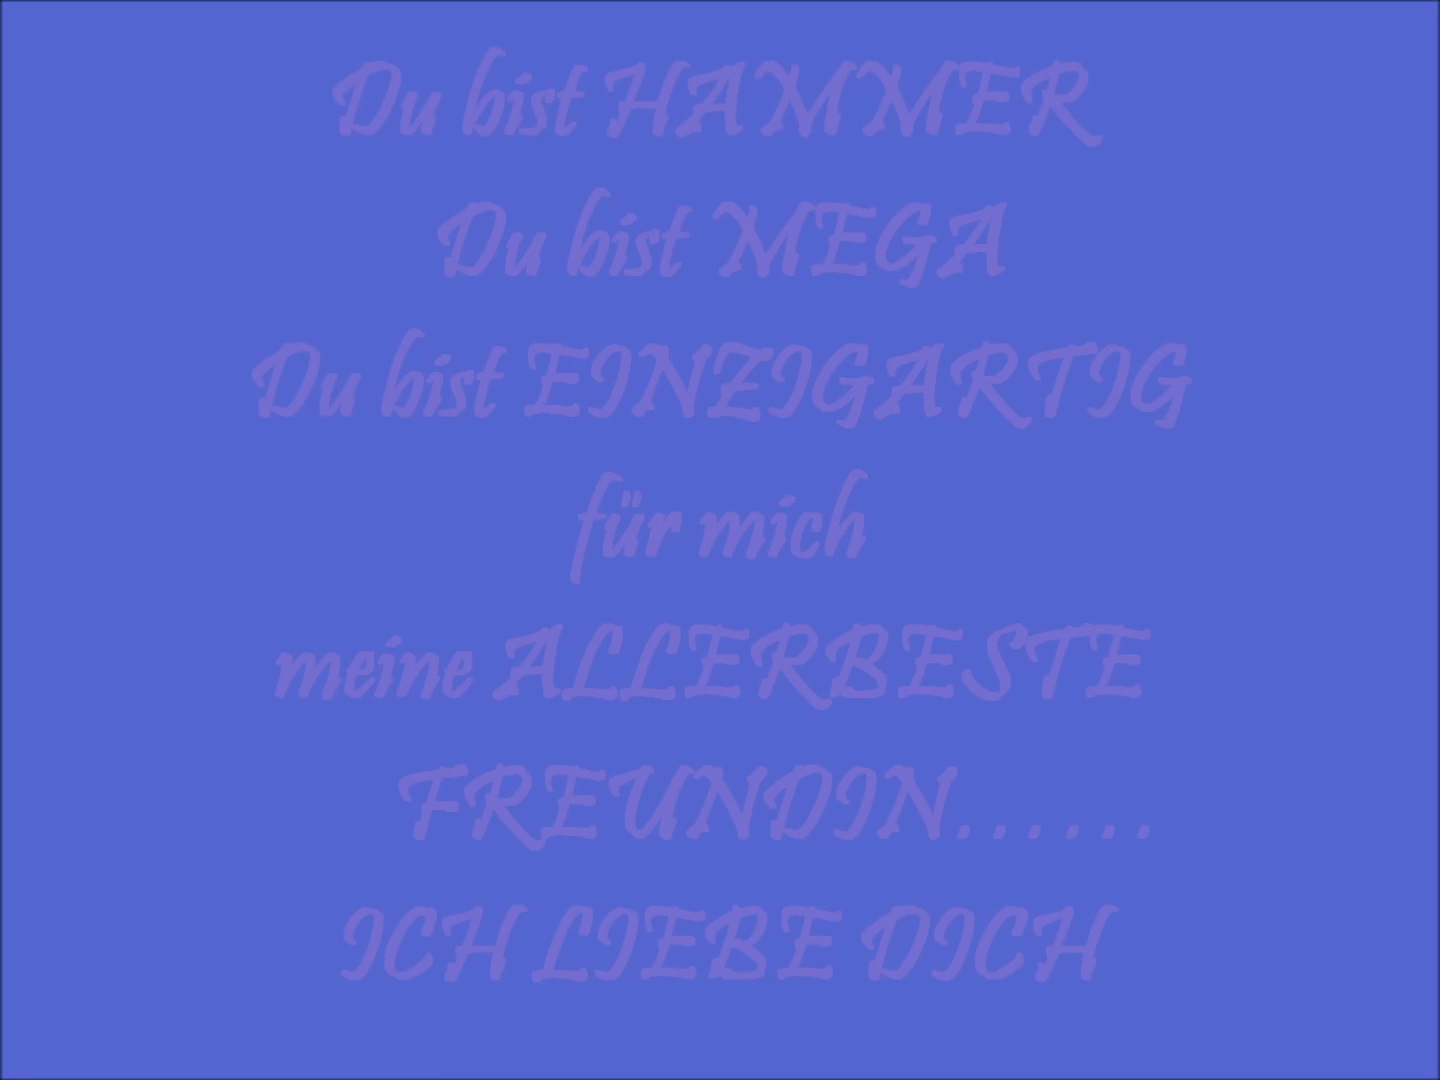 Du bist HAMMER
Du bist MEGA
Du bist EINZIGARTIG
für mich
meine ALLERBESTE
FREUNDIN......
ICH LIEBE DICH